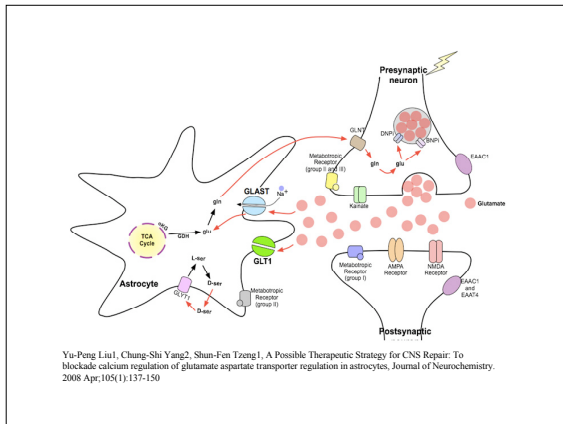 Presynaptic
neuron
GLNT
DNPi
BNPi
gln
glu
EAAC1
Metabotropic
Receptor
(group II and III)
Kainate
gln
GLAST
Na+
Glutamate
TCA
Cycle
αKG
GDH
glu
GLT1
L-ser
D-ser
GLYT1
D-ser
Astrocyte
Metabotropic
Receptor
(group II)
Metabotropic
Receptor
(group I)
AMPA
Receptor
NMDA
Receptor
EAAC1
and
EAAT4
Postsynaptic
Yu-Peng Liu1, Chung-Shi Yang2, Shun-Fen Tzeng1, A Possible Therapeutic Strategy for CNS Repair: To
blockade calcium regulation of glutamate aspartate transporter regulation in astrocytes, Journal of Neurochemistry.
2008 Apr;105(1):137-150